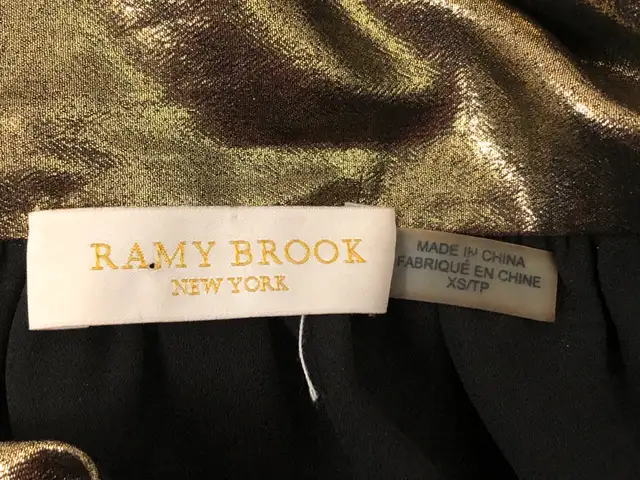 RAMY BROOK
NEW YORK
MADE IN CHINA
FABRIQUÉ EN CHINE
XS/TP